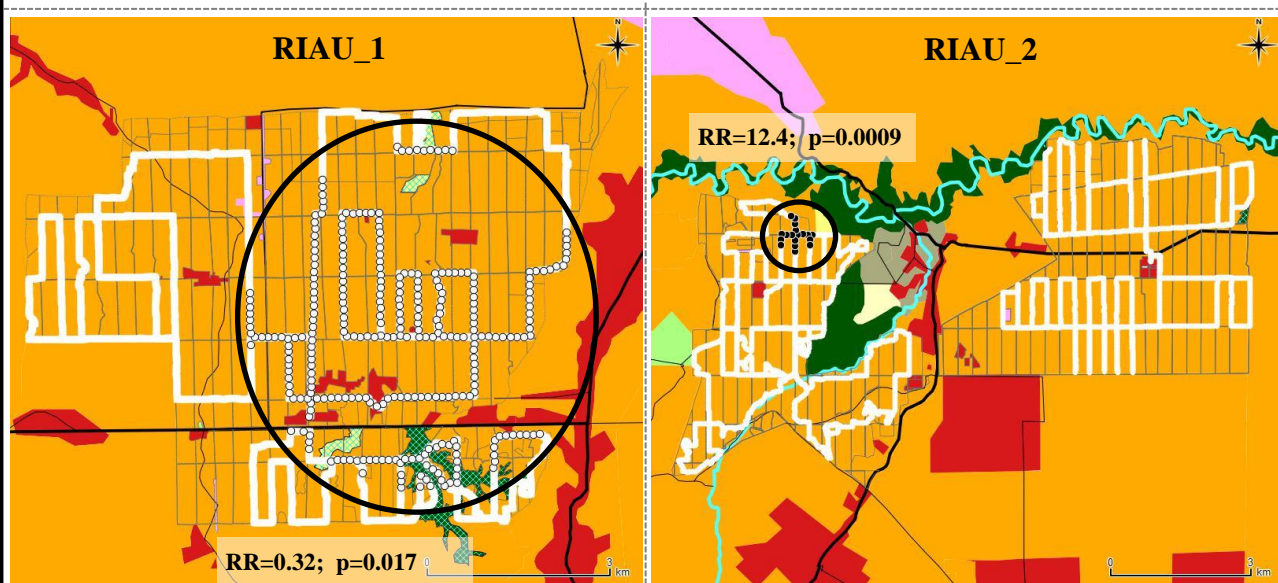 RIAU_1
N
RR=0.32; p=0.017
0 3
km
RIAU_2
N
RR=12.4; p=0.0009
0 3
km